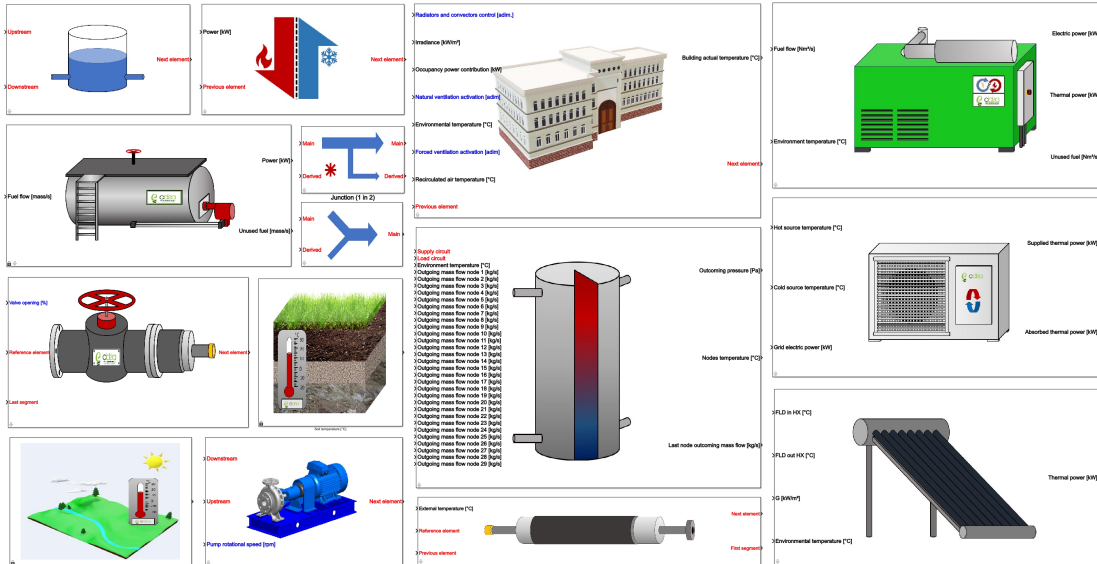 Upstream
Next element
Downstream
Power [kW]
Next element
Previous element
Radiators and convectors control [adim.]
Irradiance [kW/m²]
Occupancy power contribution [kW]
Natural ventilation activation [adim]
Environmental temperature [°C]
Forced ventilation activation [adim]
Recirculated air temperature [°C]
Previous element
Building actual temperature [°C]
Next element
Fuel flow [Nm³/s]
Environment temperature [°C]
Electric power [kW]
Thermal power [kW]
Unused fuel [Nm³/s]
Fuel flow [mass/s]
Power [kW]
Unused fuel [mass/s]
Main
Main
Derived
Derived
Junction (1 in 2)
Main
Main
Derived
Supply circuit
Load circuit
Environment temperature [°C]
Outgoing mass flow node 1 [kg/s]
Outgoing mass flow node 2 [kg/s]
Outgoing mass flow node 3 [kg/s]
Outgoing mass flow node 4 [kg/s]
Outgoing mass flow node 5 [kg/s]
Outgoing mass flow node 6 [kg/s]
Outgoing mass flow node 7 [kg/s]
Outgoing mass flow node 8 [kg/s]
Outgoing mass flow node 9 [kg/s]
Outgoing mass flow node 10 [kg/s]
Outgoing mass flow node 11 [kg/s]
Outgoing mass flow node 12 [kg/s]
Outgoing mass flow node 13 [kg/s]
Outgoing mass flow node 14 [kg/s]
Outgoing mass flow node 15 [kg/s]
Outgoing mass flow node 16 [kg/s]
Outgoing mass flow node 17 [kg/s]
Outgoing mass flow node 18 [kg/s]
Outgoing mass flow node 19 [kg/s]
Outgoing mass flow node 20 [kg/s]
Outgoing mass flow node 21 [kg/s]
Outgoing mass flow node 22 [kg/s]
Outgoing mass flow node 23 [kg/s]
Outgoing mass flow node 24 [kg/s]
Outgoing mass flow node 25 [kg/s]
Outgoing mass flow node 26 [kg/s]
Outgoing mass flow node 27 [kg/s]
Outgoing mass flow node 28 [kg/s]
Outgoing mass flow node 29 [kg/s]
Outcoming pressure [Pa]
Nodes temperature [°C]
Last node outcoming mass flow [kg/s]
Hot source temperature [°C]
Cold source temperature [°C]
Grid electric power [kW]
Supplied thermal power [kW]
Absorbed thermal power [kW]
Valve opening [%]
Reference element
Next element
Last segment
Soil temperature [°C]
Downstream
Upstream
Next element
Pump rotational speed [rpm]
External temperature [°C]
Reference element
Previous element
Next element
First segment
FLD in HX [°C]
FLD out HX [°C]
G [kW/m²]
Environmental temperature [°C]
Thermal power [kW]